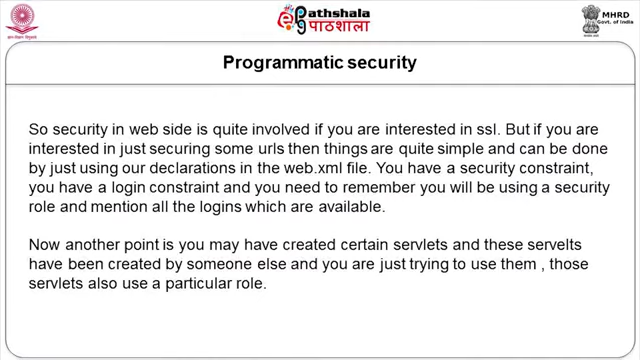 Pathshala
पाठशाला
MHRD
Govt. of India
Programmatic security
So security in web side is quite involved if you are interested in ssl. But if you are
interested in just securing some urls then things are quite simple and can be done
by just using our declarations in the web.xml file. You have a security constraint,
you have a login constraint and you need to remember you will be using a security
role and mention all the logins which are available.
Now another point is you may have created certain servlets and these servelts
have been created by someone else and you are just trying to use them , those
servlets also use a particular role.